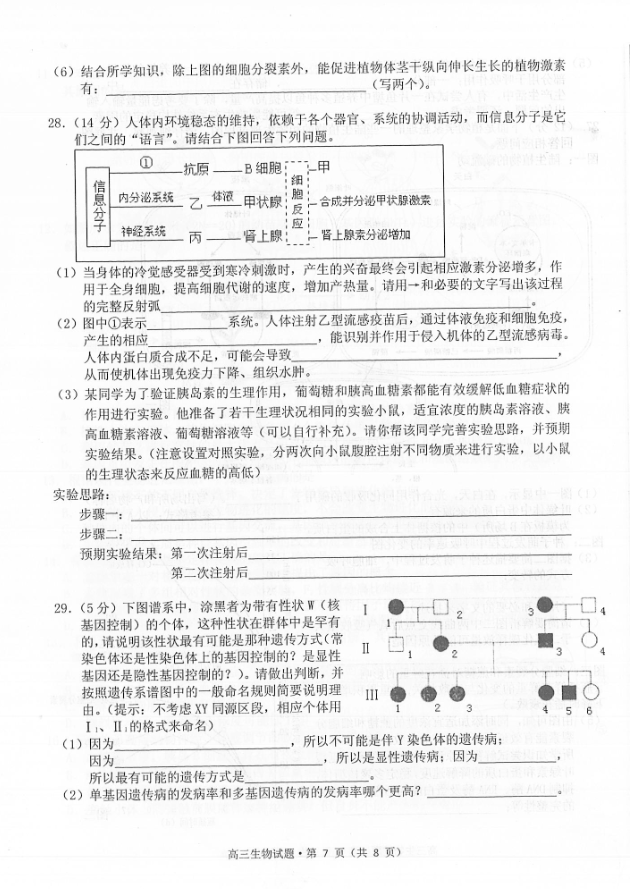 (6) 结合所学知识，除上图的细胞分裂素外，能促进植物体茎干纵向伸长生长的植物激素
有：（写两个）。
28. (14 分) 人体内环境稳态的维持，依赖于各个器官、系统的协调活动，而信息分子是它
们之间的“语言”。请结合下图回答下列问题。
信息分子
① 抗原 B 细胞 甲
内分泌系统 乙 体液 甲状腺 合成并分泌甲状腺激素
神经系统 丙 肾上腺 肾上腺素分泌增加
细胞反应
(1) 当身体的冷觉感受器受到寒冷刺激时，产生的兴奋最终会引起相应激素分泌增多，作
用于全身细胞，提高细胞代谢的速度，增加产热量。请用→和必要的文字写出该过程
的完整反射弧。
(2) 图中①表示系统。人体注射乙型流感疫苗后，通过体液免疫和细胞免疫，
产生的相应，能识别并作用于侵入机体的乙型流感病毒。
人体内蛋白质合成不足，可能会导致，
从而使机体出现免疫力下降、组织水肿。
(3) 某同学为了验证胰岛素的生理作用，葡萄糖和胰高血糖素都能有效缓解低血糖症状的
作用进行实验。他准备了若干生理状况相同的实验小鼠，适宜浓度的胰岛素溶液、胰
高血糖素溶液、葡萄糖溶液等（可以自行补充）。请你帮该同学完善实验思路，并预期
实验结果。（注意设置对照实验，分两次向小鼠腹腔注射不同物质来进行实验，以小鼠
的生理状态来反应血糖的高低）
实验思路：
步骤一：
步骤二：
预期实验结果：第一次注射后
第二次注射后
29. (5 分) 下图谱系中，涂黑者为带有性状 W（核
基因控制）的个体，这种性状在群体中是罕有
的，请说明该性状最有可能是那种遗传方式（常
染色体还是性染色体上的基因控制的？是显性
基因还是隐性基因控制的？）。请做出判断，并
按照遗传系谱图中的一般命名规则简要说明理
由。（提示：不考虑 XY 同源区段，相应个体用
I₁、II₁的格式来命名）
I 1 2 3 4
II 1 2 3 4
III 1 2 3 4 5 6
(1) 因为，所以不可能是伴 Y 染色体的遗传病；
因为，所以是显性遗传病；因为，
所以最有可能的遗传方式是。
(2) 单基因遗传病的发病率和多基因遗传病的发病率哪个更高？。
高三生物试题·第 7 页（共 8 页）